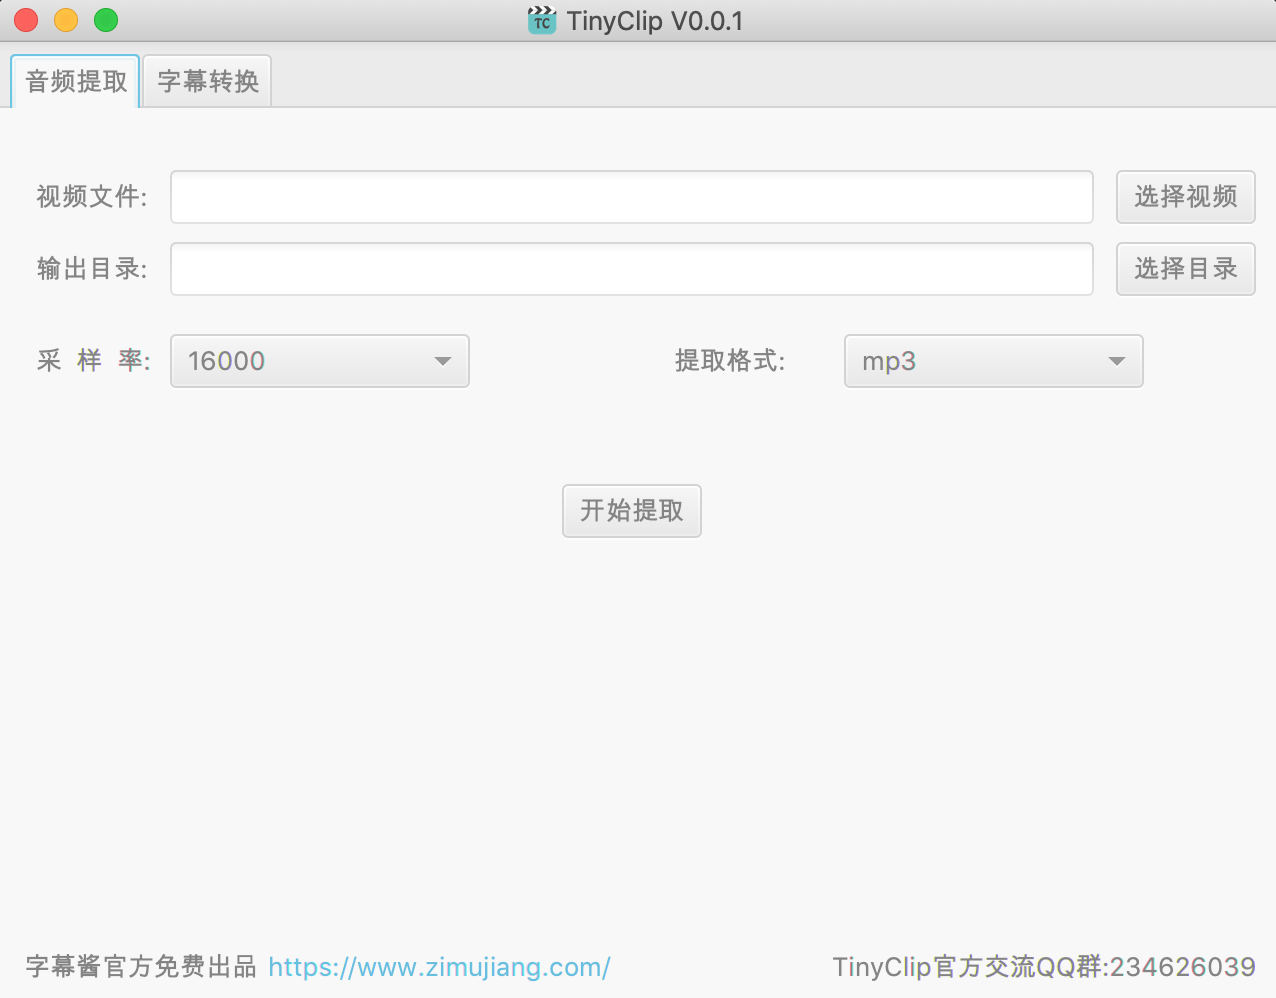 TC TinyClip V0.0.1
音频提取 字幕转换
视频文件: 选择视频
输出目录: 选择目录
采 样 率: 16000 提取格式: mp3
开始提取
字幕酱官方免费出品 https://www.zimujiang.com/ TinyClip官方交流QQ群:234626039